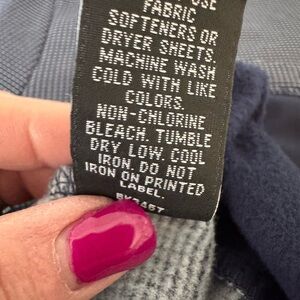 USE
FABRIC
SOFTENERS OR
DRYER SHEETS.
MACHINE WASH
COLD WITH LIKE
COLORS.
NON-CHLORINE
BLEACH. TUMBLE
DRY LOW. COOL
IRON. DO NOT
IRON ON PRINTED
LABEL.